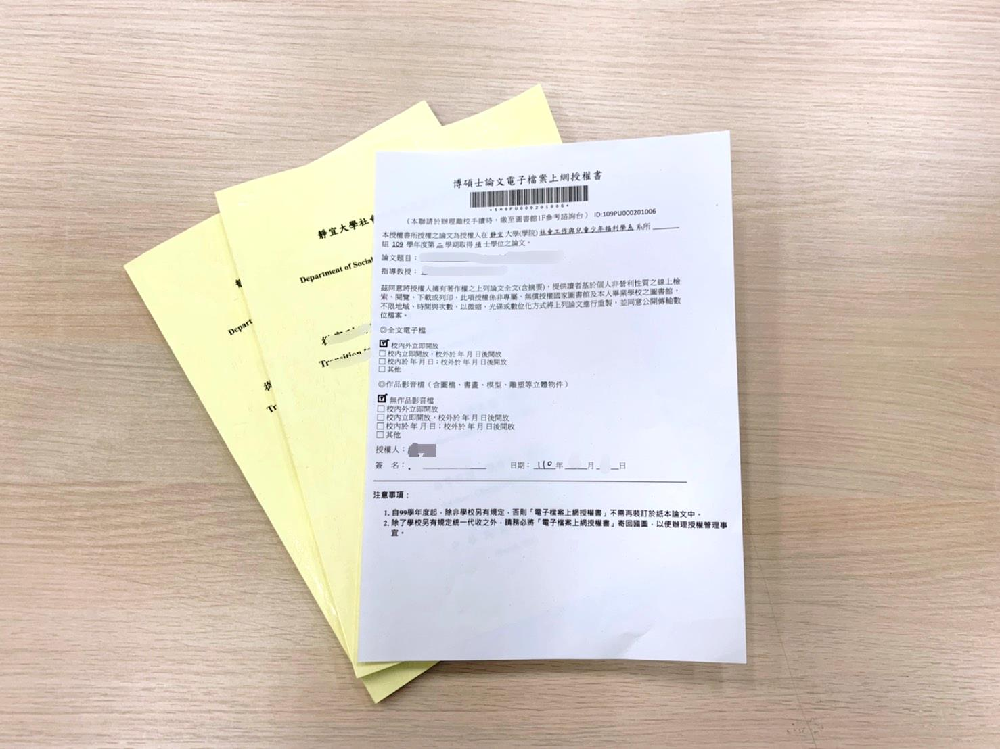 靜宜大學社會
Department of Social
Transition to
Depart
Tr
博碩士論文電子檔案上網授權書
*109PU000201006*
(本聯請於辦理離校手續時，繳至圖書館1F參考諮詢台) ID:109PU000201006
本授權書所授權之論文為授權人在 靜宜 大學(學院) 社會工作與兒童少年福利學系 系所
組 109 學年度第 二 學期取得 碩 士學位之論文。
論文題目：
指導教授：
茲同意將授權人擁有著作權之上列論文全文(含摘要)，提供讀者基於個人非營利性質之線上檢
索、閱覽、下載或列印，此項授權係非專屬、無償授權國家圖書館及本人畢業學校之圖書館，
不限地域、時間與次數，以微縮、光碟或數位化方式將上列論文進行重製，並同意公開傳輸數
位檔案。
◎全文電子檔
☑ 校內外立即開放
□ 校內立即開放，校外於 年 月 日後開放
□ 校內於 年 月 日；校外於 年 月 日後開放
□ 其他
◎作品影音檔（含圖檔、書畫、模型、雕塑等立體物件）
☑ 無作品影音檔
□ 校內外立即開放
□ 校內立即開放，校外於 年 月 日後開放
□ 校內於 年 月 日；校外於 年 月 日後開放
□ 其他
授權人：
簽 名： 日期： 110 年 月 日
注意事項：
1. 自99學年度起，除非學校另有規定，否則「電子檔案上網授權書」不需再裝訂於紙本論文中。
2. 除了學校另有規定統一代收之外，請務必將「電子檔案上網授權書」寄回國圖，以便辦理授權管理事
宜。